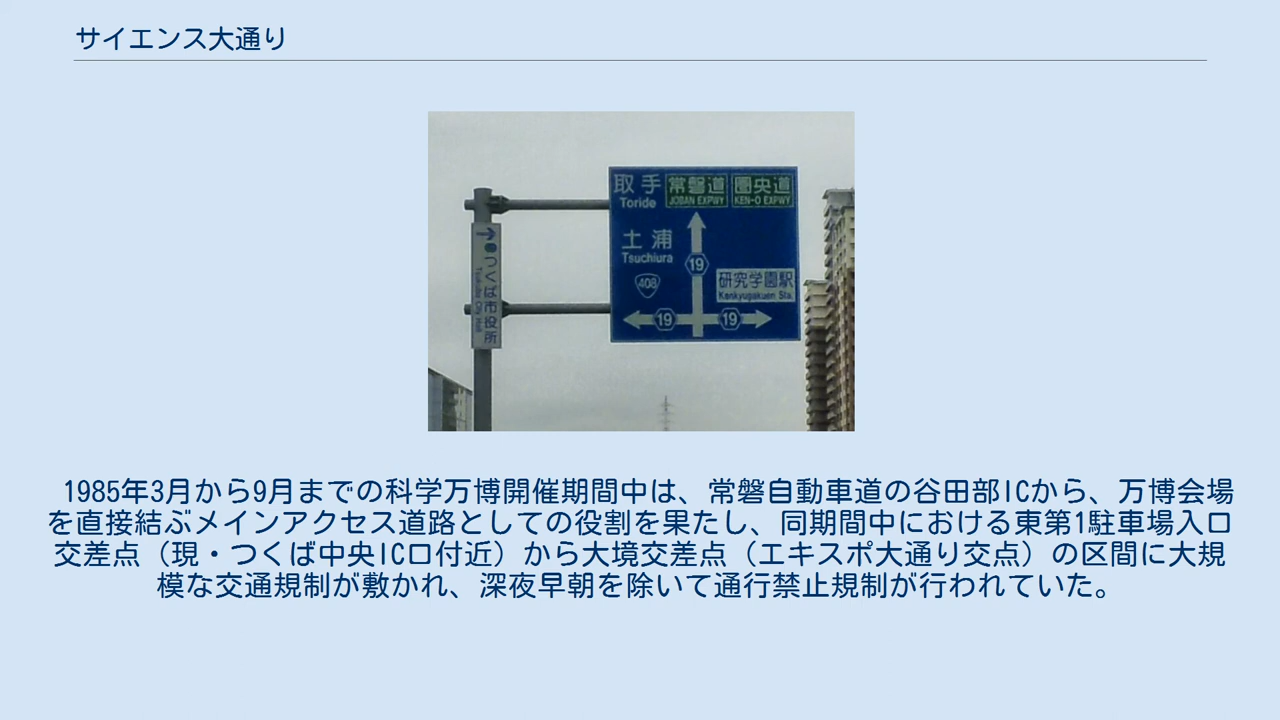 サイエンス大通り
取手 常磐道 圏央道
Toride JOBAN EXPWY KEN-O EXPWY
土浦
Tsuchiura
19
408
研究学園駅
Kenkyugakuen Sta.
19 19
つくば市役所
Tsukuba City Hall
1985年3月から9月までの科学万博開催期間中は、常磐自動車道の谷田部ICから、万博会場
を直接結ぶメインアクセス道路としての役割を果たし、同期間中における東第1駐車場入口
交差点（現・つくば中央IC口付近）から大境交差点（エキスポ大通り交点）の区間に大規
模な交通規制が敷かれ、深夜早朝を除いて通行禁止規制が行われていた。